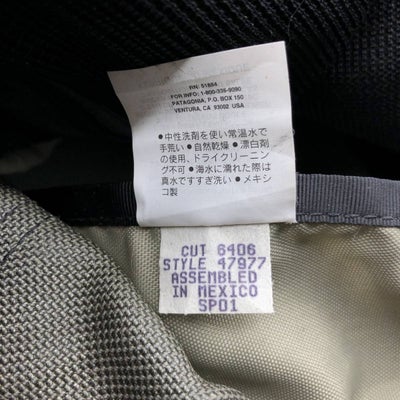 RN: 51884
FOR INFO: 1-800-336-9090
PATAGONIA, P.O. BOX 150
VENTURA, CA 93002 USA
●中性洗剤を使い常温水で
手荒い ●自然乾燥 ●漂白剤
の使用、ドライクリーニン
グ不可 ●海水に濡れた際は
真水ですすぎ洗い ●メキシ
コ製
CUT 6406
STYLE 47977
ASSEMBLED
IN MEXICO
SP01